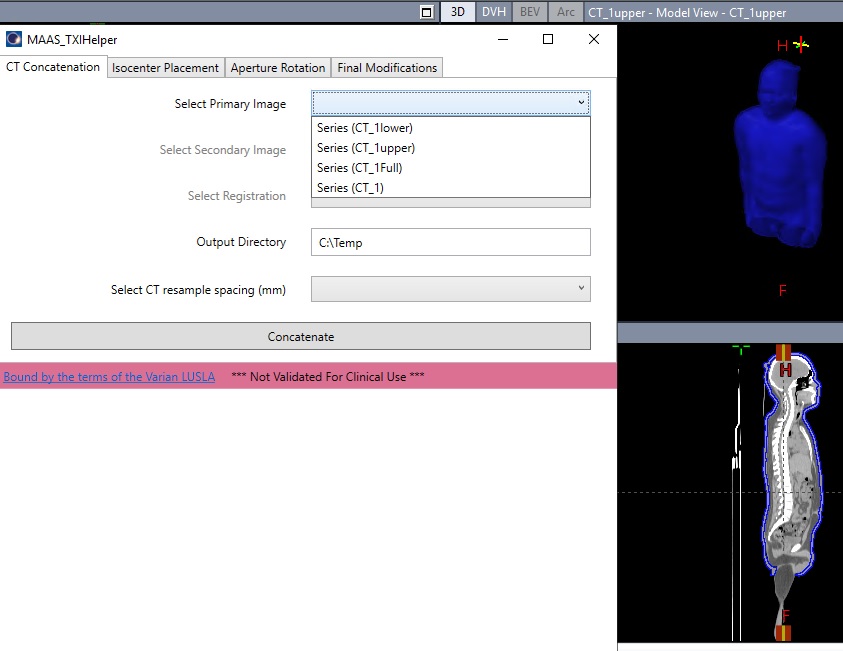 3D DVH BEV Arc CT_1upper - Model View - CT_1upper
MAAS_TXIHelper
CT Concatenation Isocenter Placement Aperture Rotation Final Modifications
Select Primary Image
Series (CT_1lower)
Series (CT_1upper)
Series (CT_1Full)
Series (CT_1)
Select Secondary Image
Select Registration
Output Directory C:\Temp
Select CT resample spacing (mm)
Concatenate
Bound by the terms of the Varian LUSLA *** Not Validated For Clinical Use ***
H
F
H
F